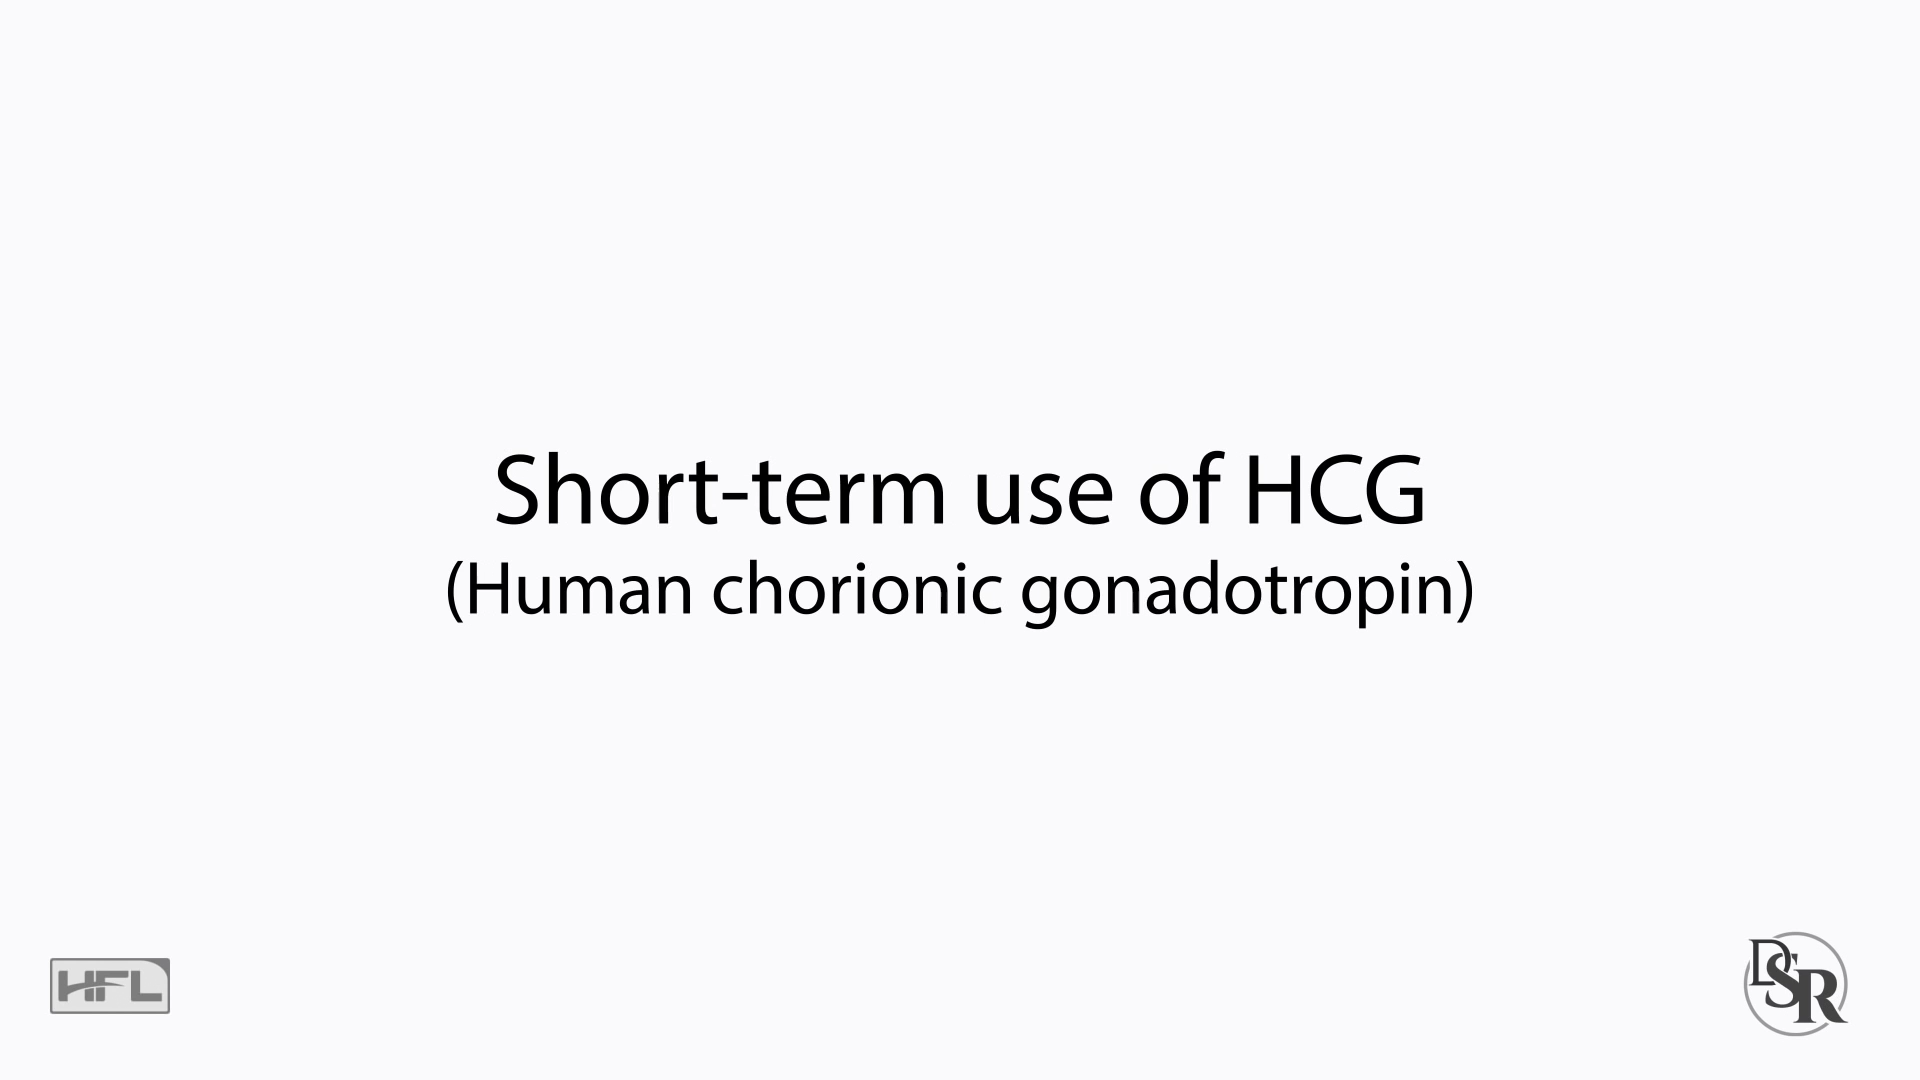 Short-term use of HCG
(Human chorionic gonadotropin)
HFL
DSR